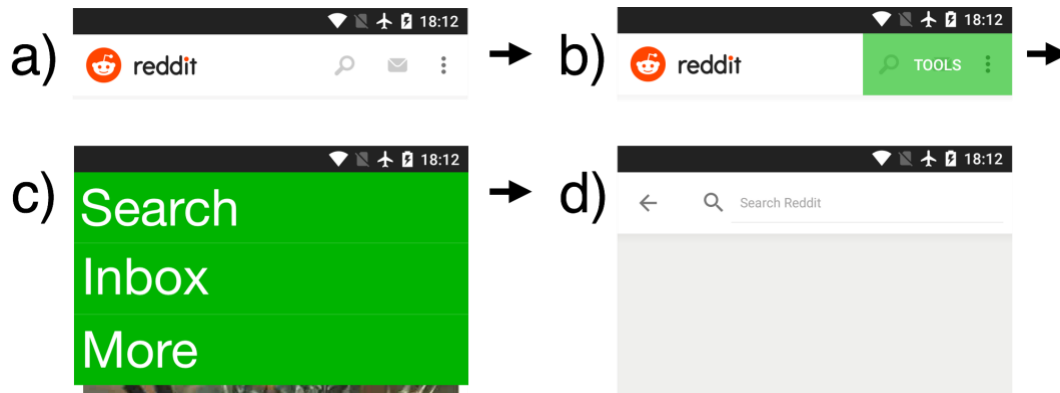 a)
18:12
reddit
b)
18:12
reddit
TOOLS
c)
18:12
Search
Inbox
More
d)
18:12
Search Reddit